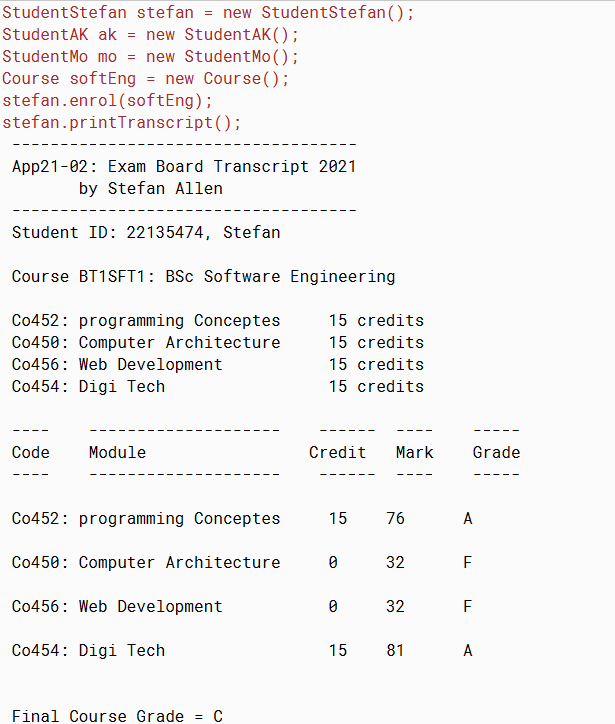 StudentStefan stefan = new StudentStefan();
StudentAK ak = new StudentAK();
StudentMo mo = new StudentMo();
Course softEng = new Course();
stefan.enrol(softEng);
stefan.printTranscript();
------------------------------------
App21-02: Exam Board Transcript 2021
       by Stefan Allen
------------------------------------
Student ID: 22135474, Stefan
Course BT1SFT1: BSc Software Engineering
Co452: programming Conceptes     15 credits
Co450: Computer Architecture     15 credits
Co456: Web Development           15 credits
Co454: Digi Tech                 15 credits
----    --------------------    ------  ----    -----
Code    Module                 Credit   Mark    Grade
----    --------------------    ------  ----    -----
Co452: programming Conceptes     15    76      A
Co450: Computer Architecture     0     32      F
Co456: Web Development           0     32      F
Co454: Digi Tech                 15    81      A
Final Course Grade = C